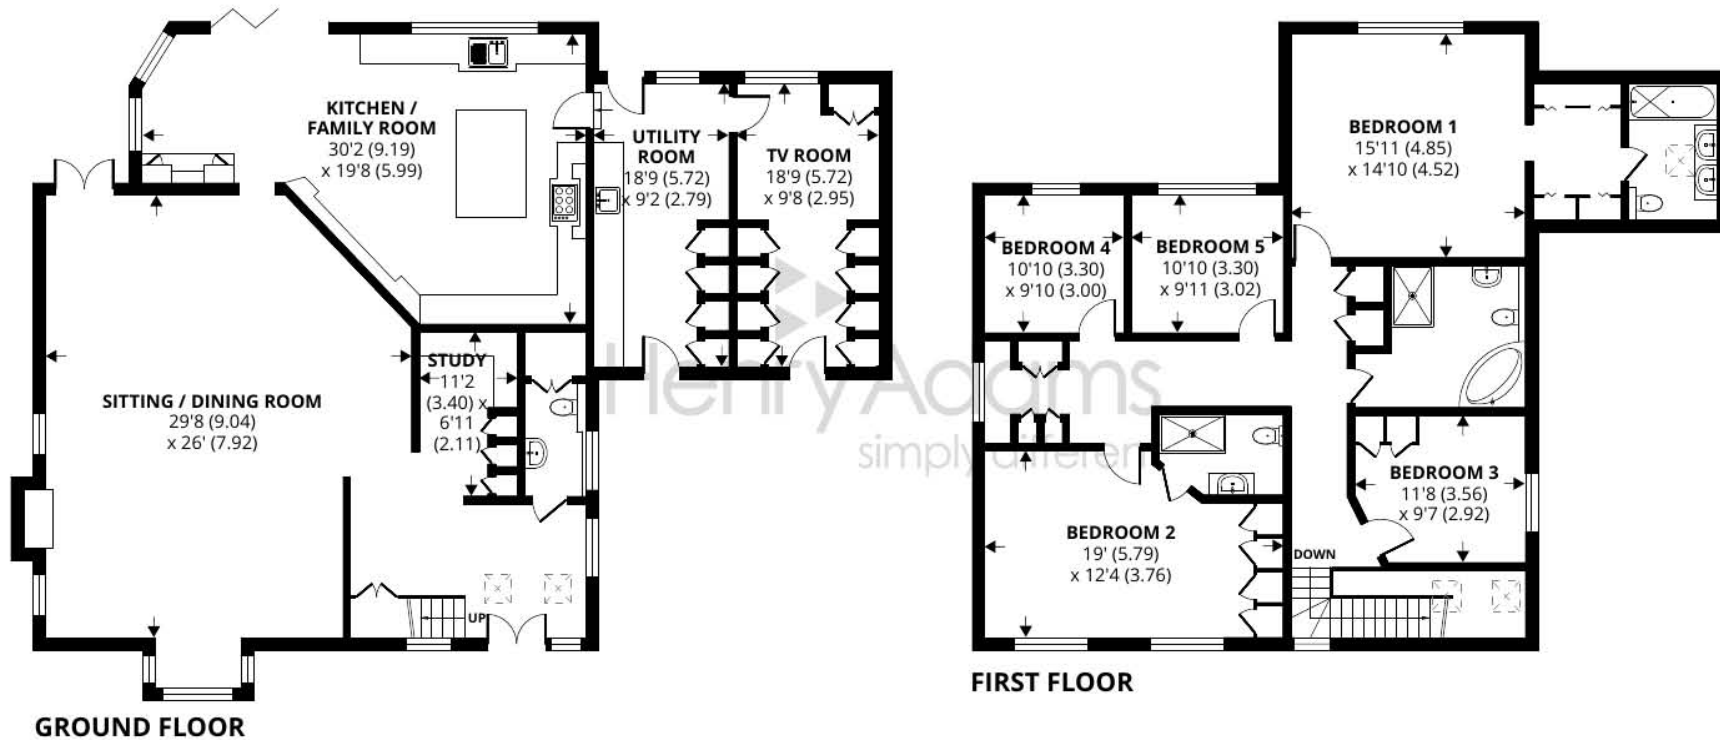 KITCHEN /
FAMILY ROOM
30'2 (9.19)
x 19'8 (5.99)
UTILITY
ROOM
18'9 (5.72)
x 9'2 (2.79)
TV ROOM
18'9 (5.72)
x 9'8 (2.95)
SITTING / DINING ROOM
29'8 (9.04)
x 26' (7.92)
STUDY
11'2
(3.40) x
6'11
(2.11)
UP
GROUND FLOOR
Henry Adams
simply different
BEDROOM 1
15'11 (4.85)
x 14'10 (4.52)
BEDROOM 4
10'10 (3.30)
x 9'10 (3.00)
BEDROOM 5
10'10 (3.30)
x 9'11 (3.02)
BEDROOM 3
11'8 (3.56)
x 9'7 (2.92)
BEDROOM 2
19' (5.79)
x 12'4 (3.76)
DOWN
FIRST FLOOR